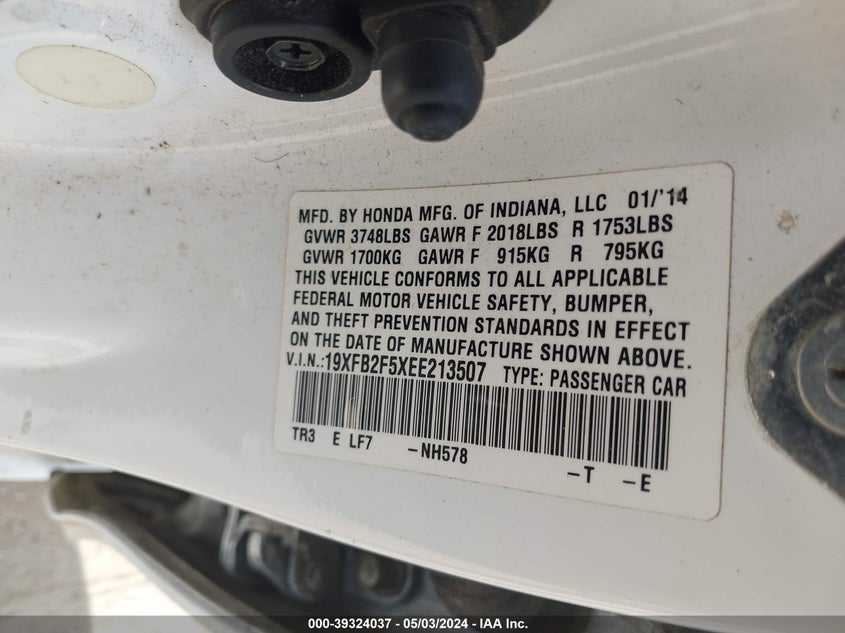 MFD. BY HONDA MFG. OF INDIANA, LLC 01/'14
GVWR 3748LBS GAWR F 2018LBS R 1753LBS
GVWR 1700KG GAWR F 915KG R 795KG
THIS VEHICLE CONFORMS TO ALL APPLICABLE
FEDERAL MOTOR VEHICLE SAFETY, BUMPER,
AND THEFT PREVENTION STANDARDS IN EFFECT
ON THE DATE OF MANUFACTURE SHOWN ABOVE.
V.I.N.:19XFB2F5XEE213507 TYPE: PASSENGER CAR
TR3 E LF7 -NH578 -T -E
000-39324037 - 05/03/2024 - IAA Inc.